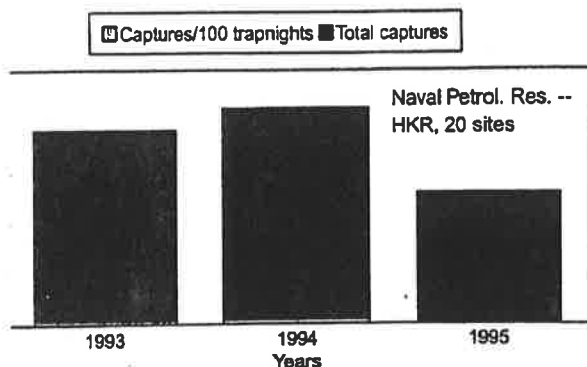 Captures/100 trapnights Total captures
Naval Petrol. Res. --
HKR, 20 sites
1993 1994 1995
Years